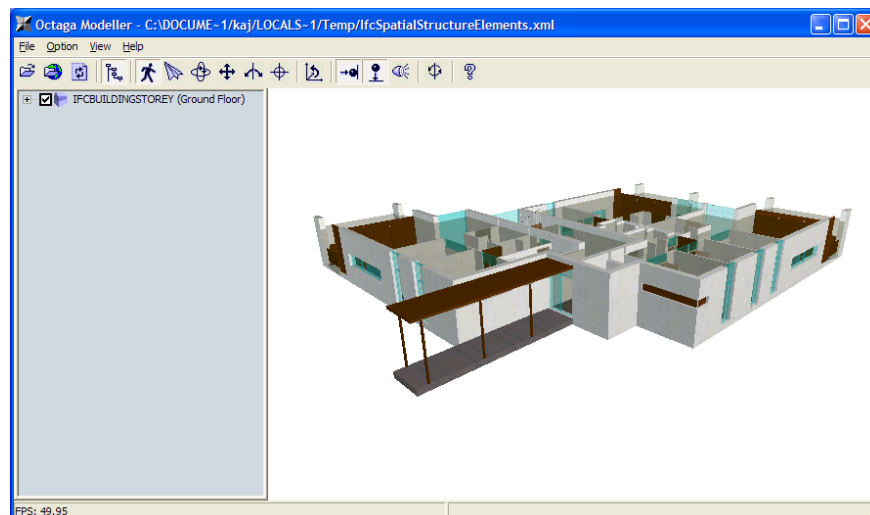 Octaga Modeller - C:\DOCUME~1/kaj/LOCALS~1/Temp/IfcSpatialStructureElements.xml
File Option View Help
IFCBUILDINGSTOREY (Ground Floor)
FPS: 49.95